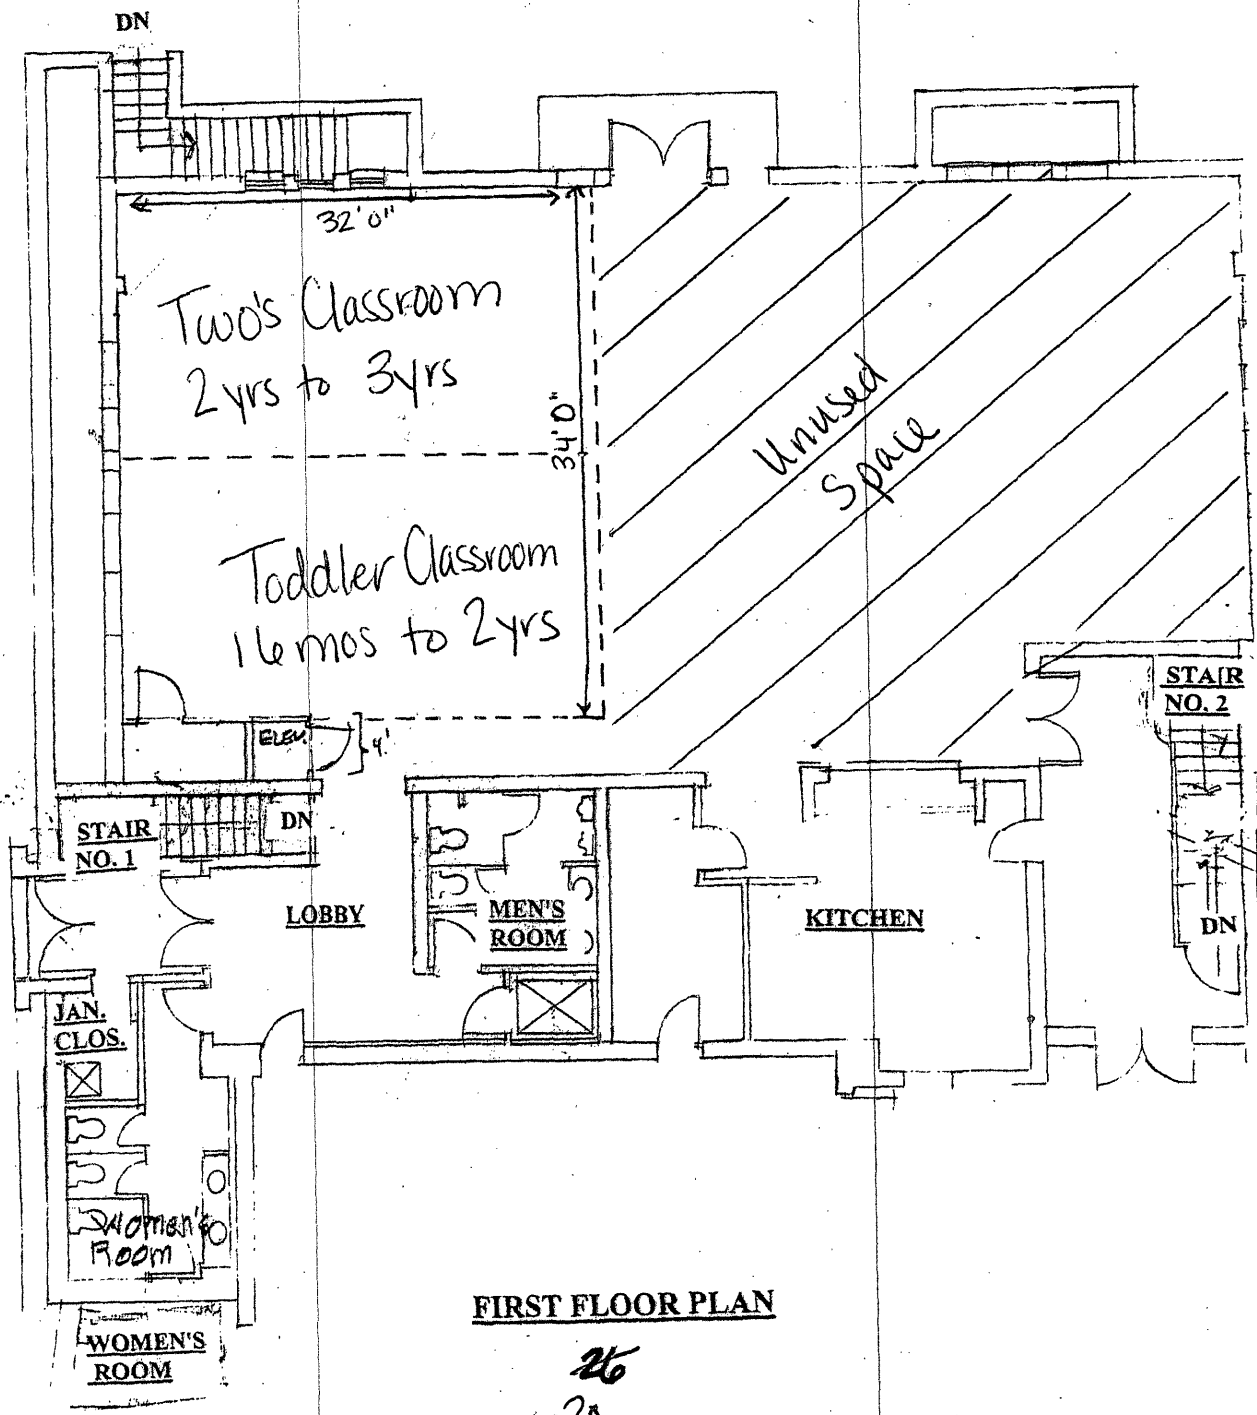 DN
32'0"
Two's Classroom
2yrs to 3yrs
34'0"
Unused
Space
Toddler Classroom
16mos to 2yrs
STAIR
NO. 2
ELEV.
4'
STAIR
NO. 1
DN
LOBBY
MEN'S
ROOM
KITCHEN
DN
JAN.
CLOS.
Women's
Room
FIRST FLOOR PLAN
26
WOMEN'S
ROOM